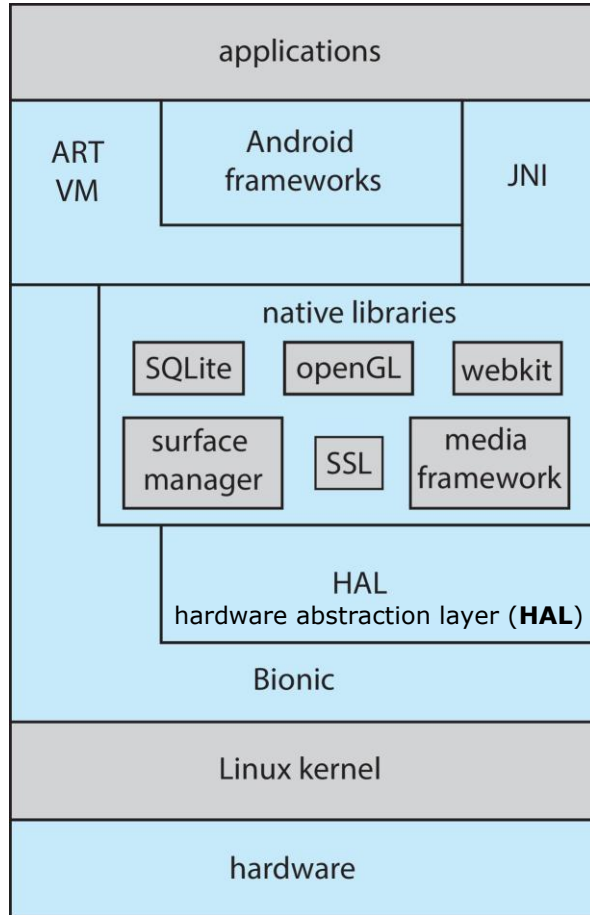 applications
ART
VM
Android
frameworks
JNI
native libraries
SQLite
openGL
webkit
surface
manager
SSL
media
framework
HAL
hardware abstraction layer (HAL)
Bionic
Linux kernel
hardware